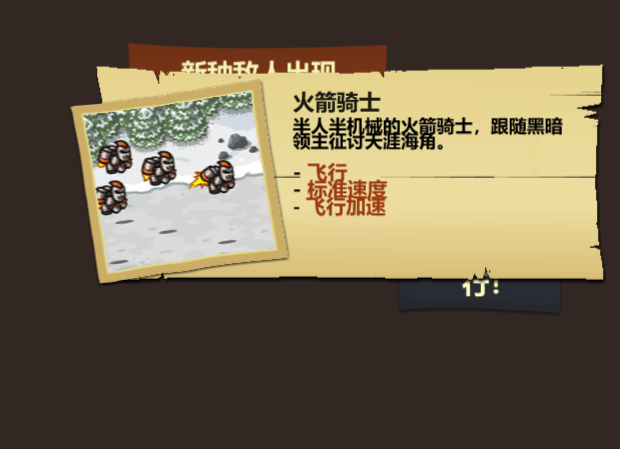 新种敌人出现
火箭骑士
半人半机械的火箭骑士，跟随黑暗
领主征讨天涯海角。
- 飞行
- 标准速度
- 飞行加速
行！